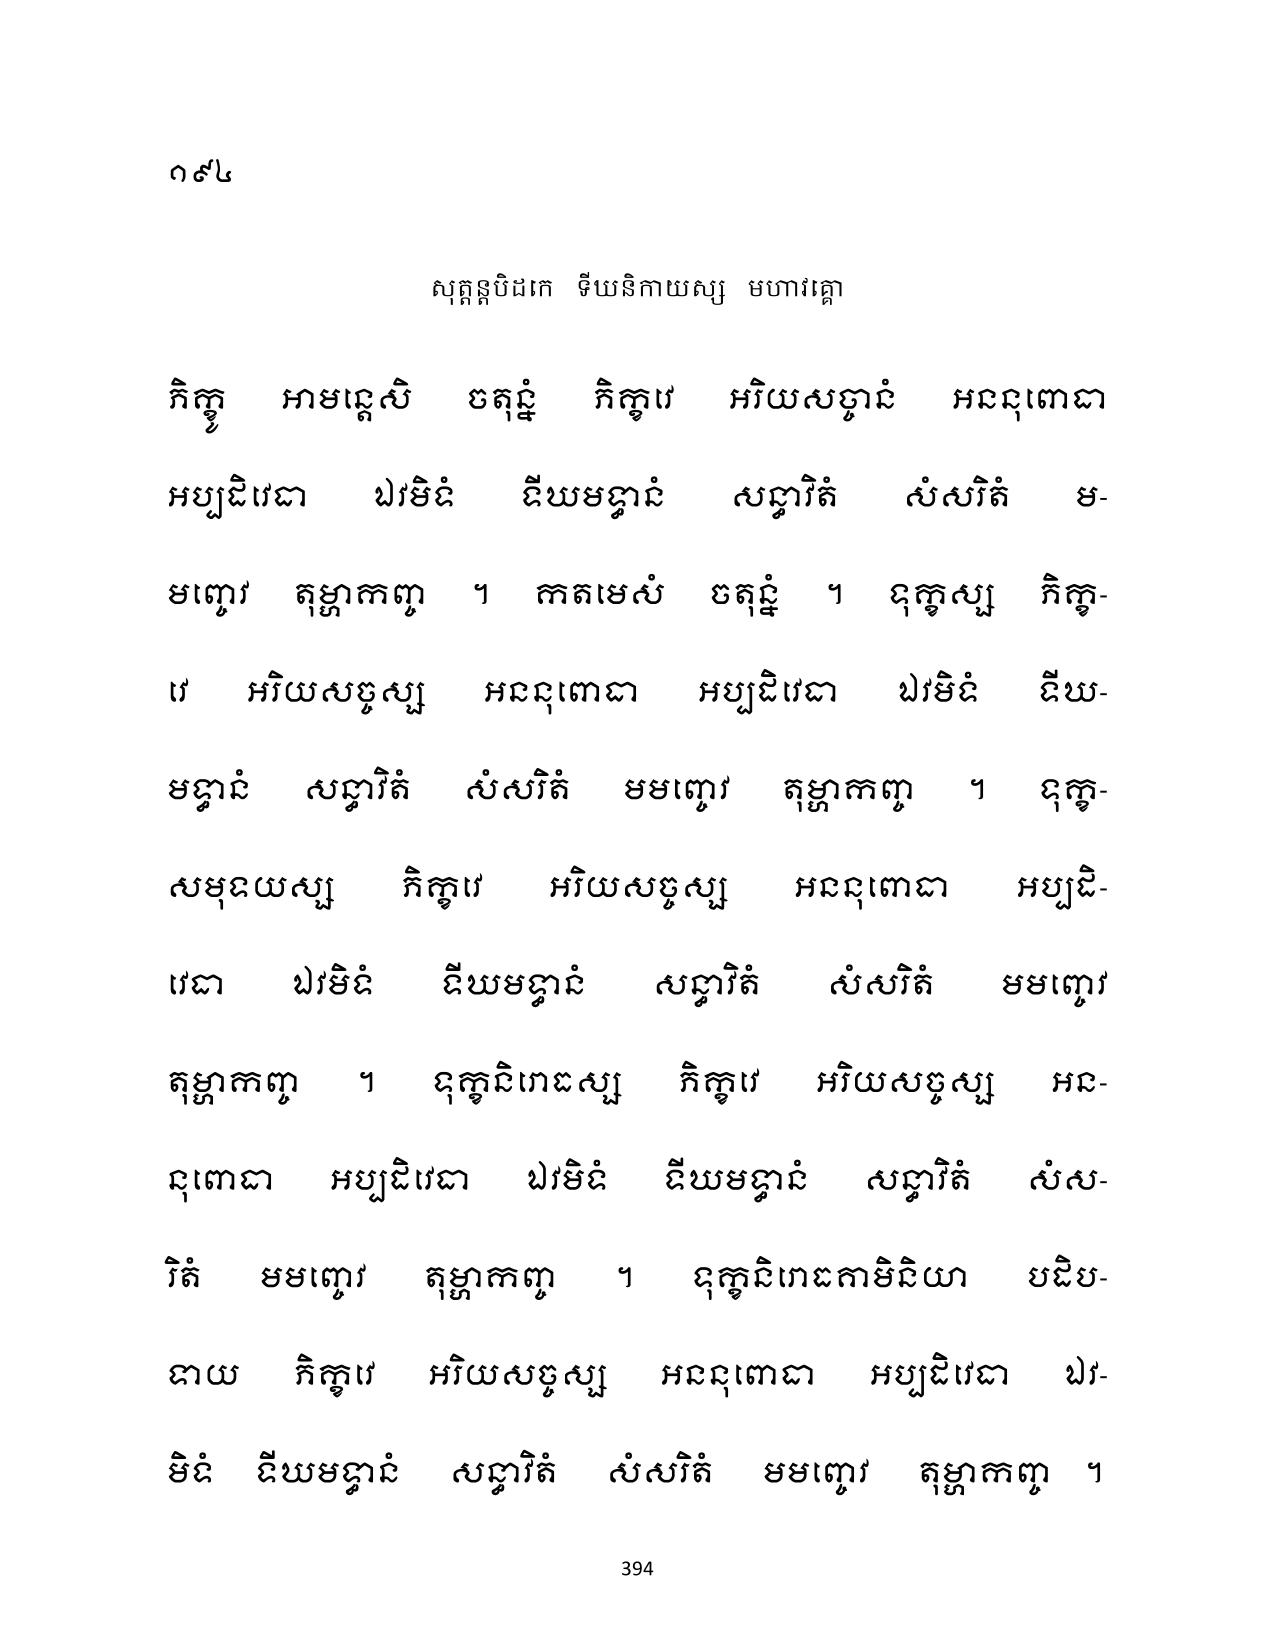 ១៩៤
សុត្តន្តបិដកេ ទីឃនិកាយស្ស មហាវគ្គោ
ភិក្ខូ អាមន្តេសិ ចតុន្នំ ភិក្ខវេ អរិយសច្ចានំ អននុពោធា
អប្បដិវេធា ឯវមិទំ ទីឃមទ្ធានំ សន្ធាវិតំ សំសរិតំ ម-
មញ្ចេវ តុម្ហាកញ្ច ។ កតមេសំ ចតុន្នំ ។ ទុក្ខស្ស ភិក្ខ-
វេ អរិយសច្ចស្ស អននុពោធា អប្បដិវេធា ឯវមិទំ ទីឃ-
មទ្ធានំ សន្ធាវិតំ សំសរិតំ មមញ្ចេវ តុម្ហាកញ្ច ។ ទុក្ខ-
សមុទយស្ស ភិក្ខវេ អរិយសច្ចស្ស អននុពោធា អប្បដិ-
វេធា ឯវមិទំ ទីឃមទ្ធានំ សន្ធាវិតំ សំសរិតំ មមញ្ចេវ
តុម្ហាកញ្ច ។ ទុក្ខនិរោធស្ស ភិក្ខវេ អរិយសច្ចស្ស អន-
នុពោធា អប្បដិវេធា ឯវមិទំ ទីឃមទ្ធានំ សន្ធាវិតំ សំស-
រិតំ មមញ្ចេវ តុម្ហាកញ្ច ។ ទុក្ខនិរោធគាមិនិយា បដិប-
ទាយ ភិក្ខវេ អរិយសច្ចស្ស អននុពោធា អប្បដិវេធា ឯវ-
មិទំ ទីឃមទ្ធានំ សន្ធាវិតំ សំសរិតំ មមញ្ចេវ តុម្ហាកញ្ច ។
394